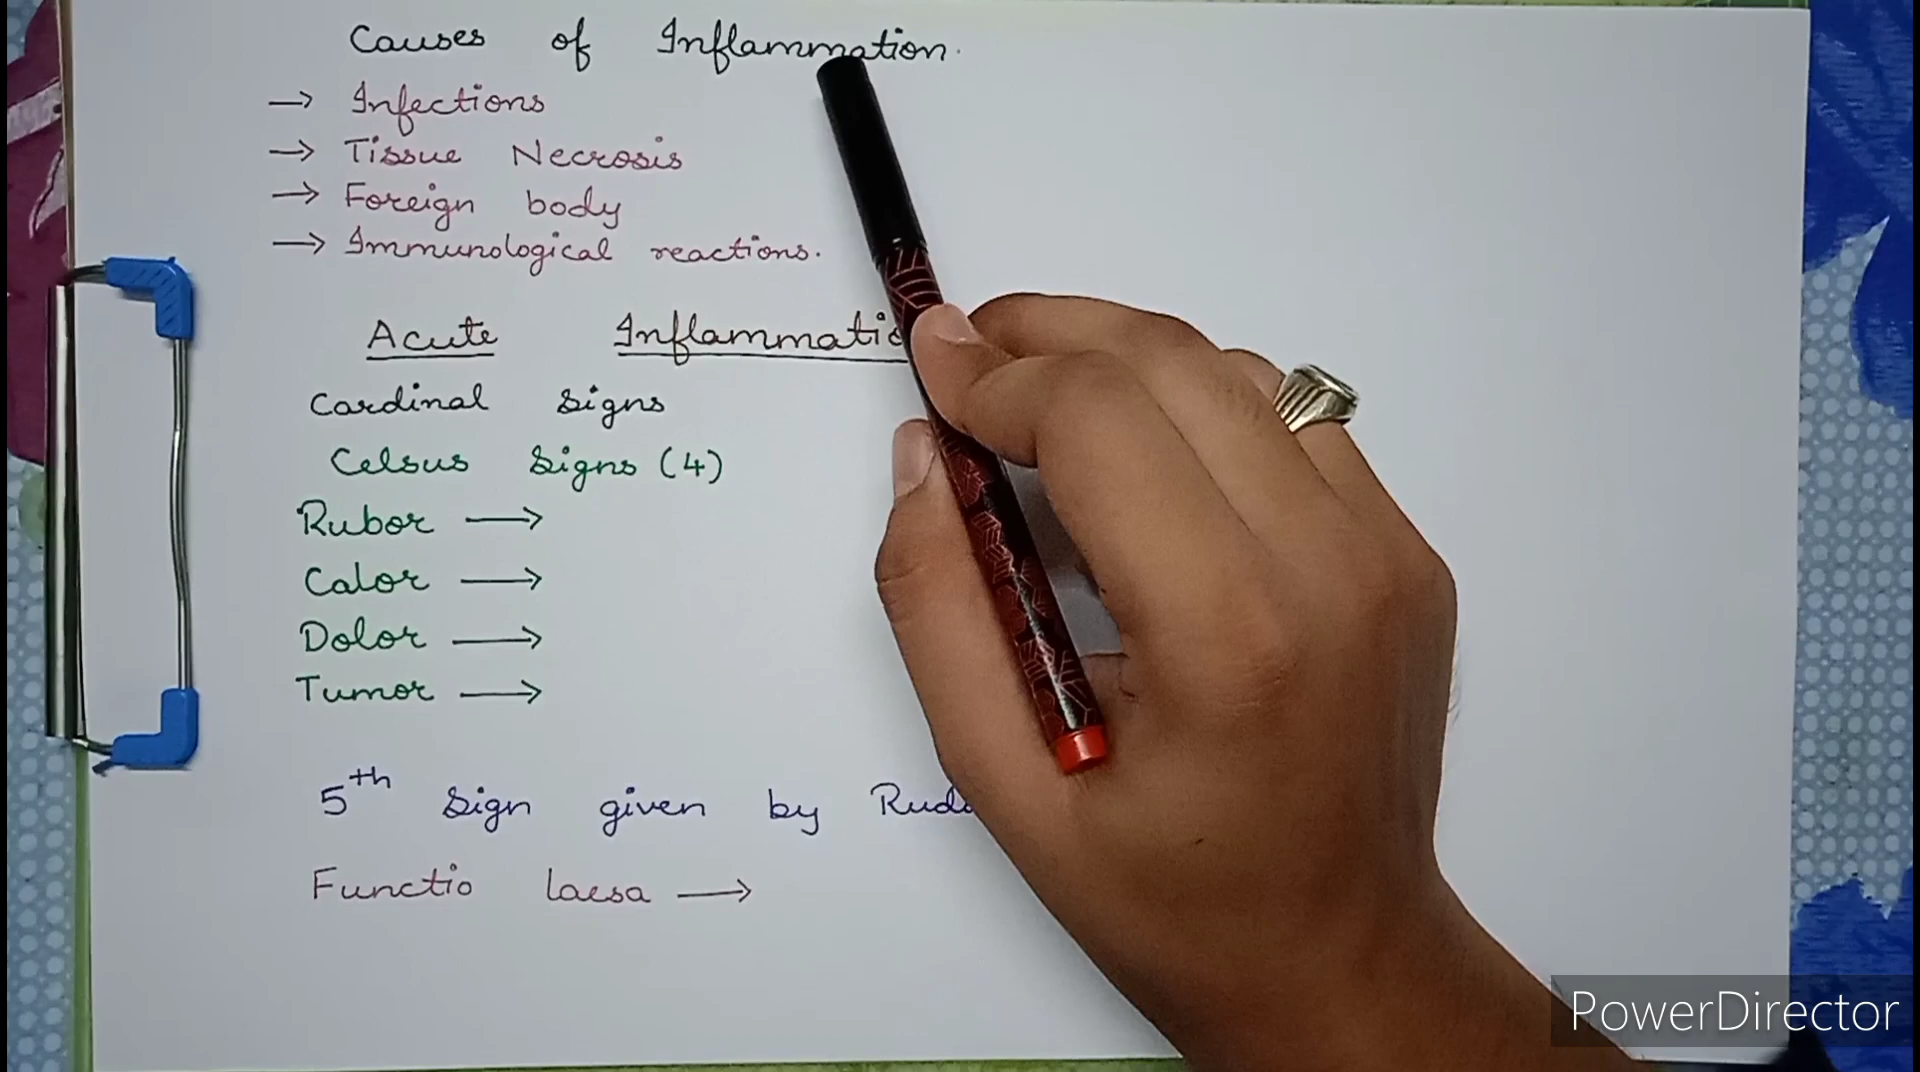 Causes of Inflammation.
→ Infections
→ Tissue Necrosis
→ Foreign body
→ Immunological reactions.
Acute
Cardinal Signs
Celsus Signs (4)
Rubor →
Calor →
Dolor →
Tumor →
5th Sign given by
Functio laesa →
PowerDirector